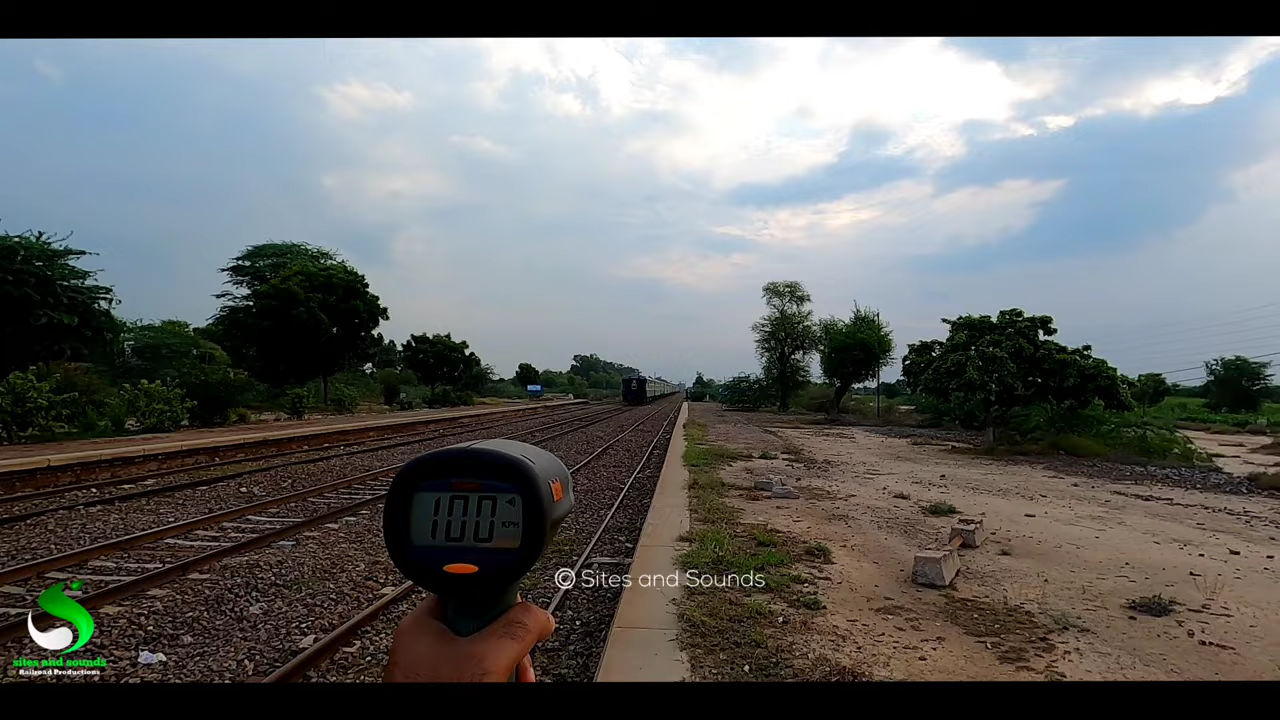 100
KPH
© Sites and Sounds
sites and sounds
Railroad Productions